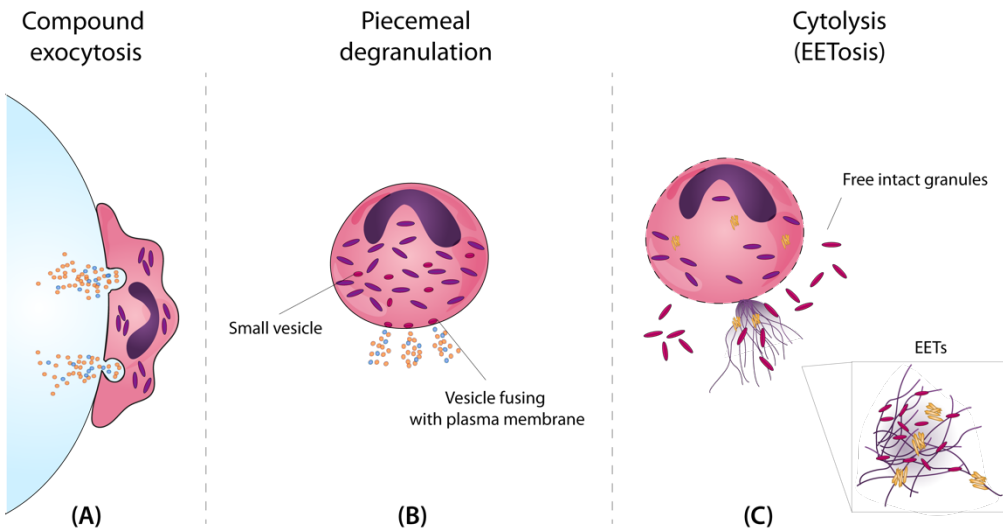 Compound
exocytosis
Piecemeal
degranulation
Cytolysis
(EETosis)
Free intact granules
Small vesicle
Vesicle fusing
with plasma membrane
EETs
(A)
(B)
(C)